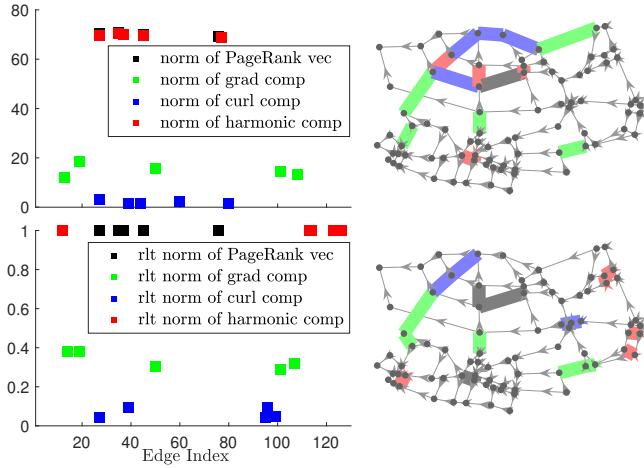 80
60
40
20
0
norm of PageRank vec
norm of grad comp
norm of curl comp
norm of harmonic comp
1
0.8
0.6
0.4
0.2
0
rlt norm of PageRank vec
rlt norm of grad comp
rlt norm of curl comp
rlt norm of harmonic comp
20 40 60 80 100 120
Edge Index